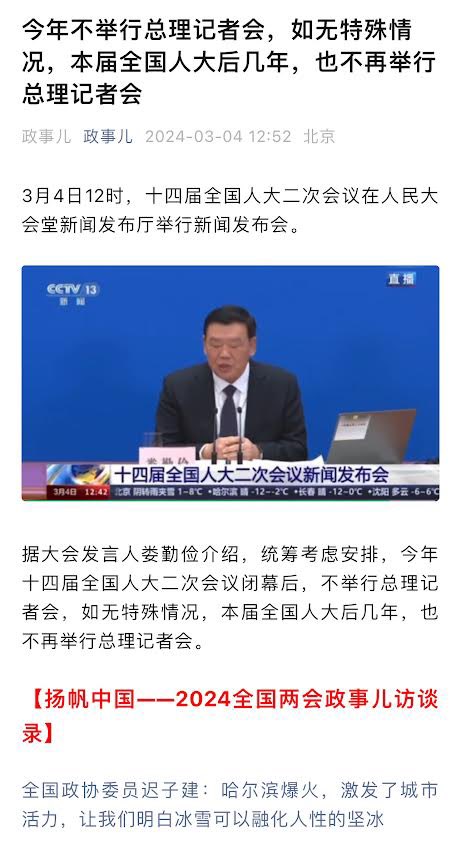 今年不举行总理记者会，如无特殊情
况，本届全国人大后几年，也不再举行
总理记者会
政事儿 政事儿 2024-03-04 12:52 北京
3月4日12时，十四届全国人大二次会议在人民大
会堂新闻发布厅举行新闻发布会。
CCTV 13
新闻
直播
娄勤俭
十四届全国人大二次会议新闻发布会
3月4日 12:42 北京 阴转雨夹雪 1~8℃ •哈尔滨 晴 -12~-2℃ •长春 晴 -12~0℃ •沈阳 多云 -6~6℃
据大会发言人娄勤俭介绍，统筹考虑安排，今年
十四届全国人大二次会议闭幕后，不举行总理记
者会，如无特殊情况，本届全国人大后几年，也
不再举行总理记者会。
【扬帆中国——2024全国两会政事儿访谈
录】
全国政协委员迟子建：哈尔滨爆火，激发了城市
活力，让我们明白冰雪可以融化人性的坚冰